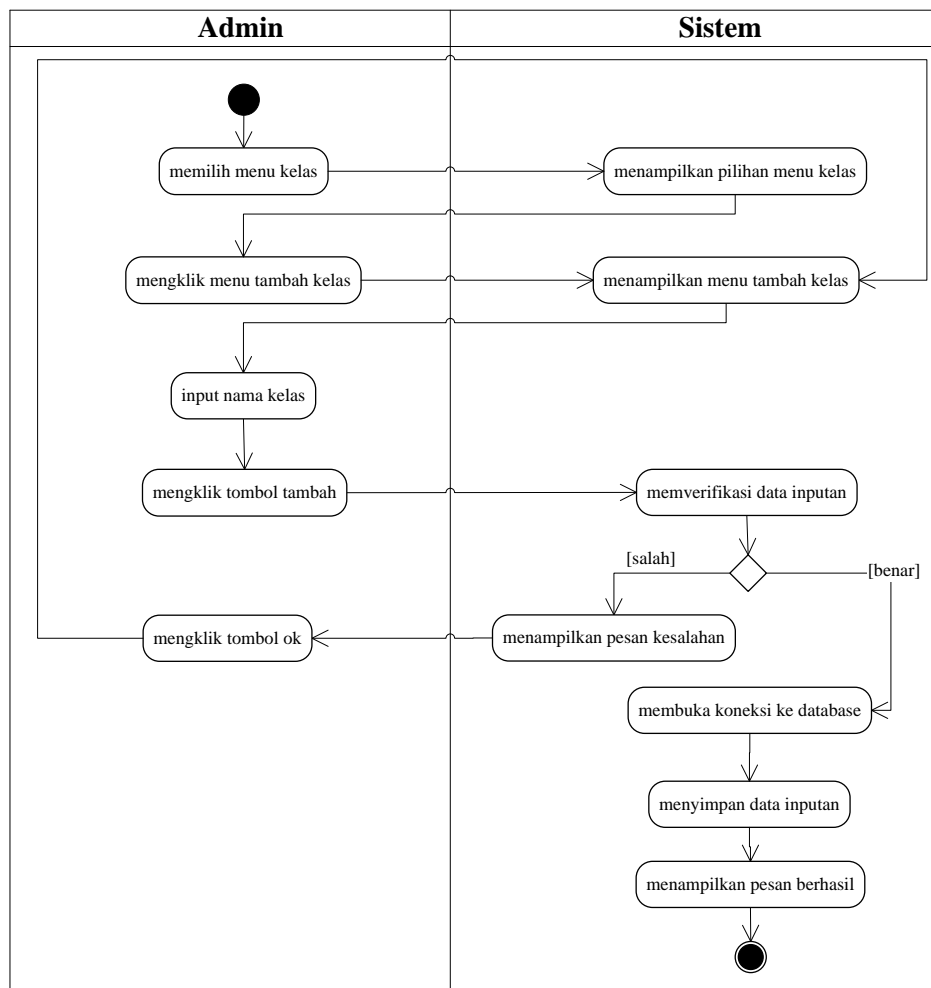 Admin
Sistem
memilih menu kelas
menampilkan pilihan menu kelas
mengklik menu tambah kelas
menampilkan menu tambah kelas
input nama kelas
mengklik tombol tambah
memverifikasi data inputan
[salah]
[benar]
mengklik tombol ok
menampilkan pesan kesalahan
membuka koneksi ke database
menyimpan data inputan
menampilkan pesan berhasil